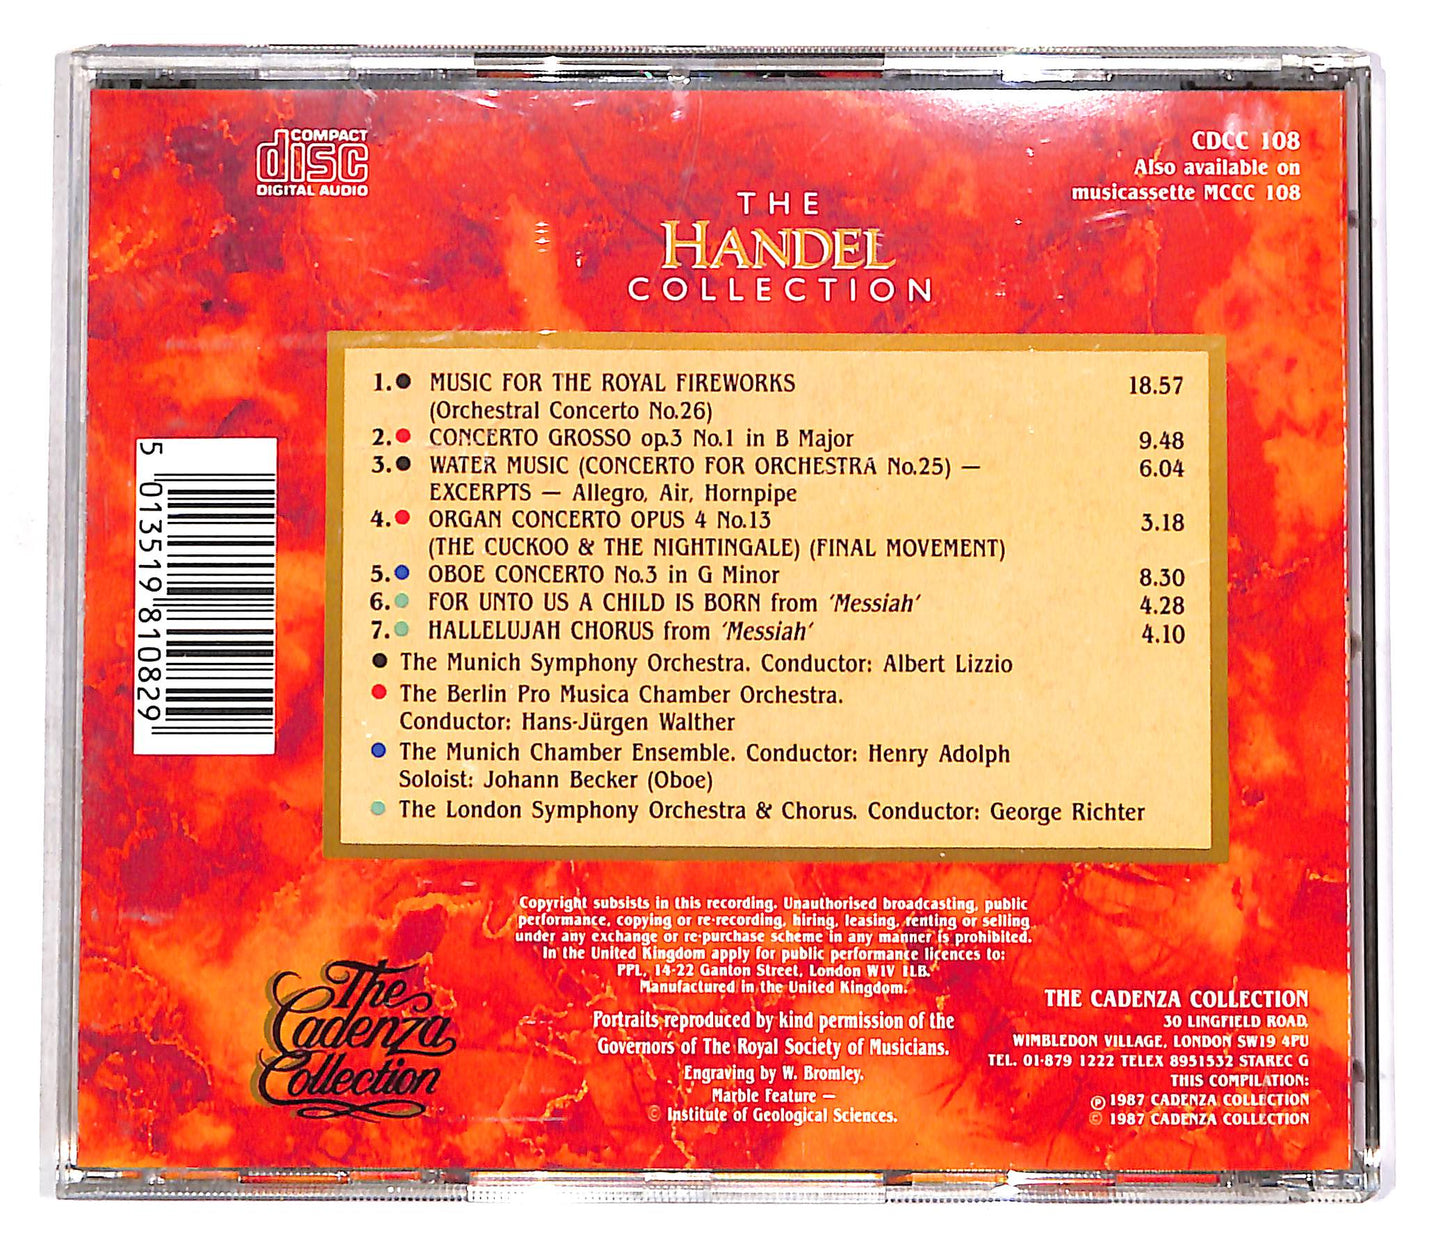 COMPACT
disc
DIGITAL AUDIO
CDCC 108
Also available on
musicassette MCCC 108
THE
HANDEL
COLLECTION
1.● MUSIC FOR THE ROYAL FIREWORKS 18.57
(Orchestral Concerto No.26)
2.● CONCERTO GROSSO op.3 No.1 in B Major 9.48
3.● WATER MUSIC (CONCERTO FOR ORCHESTRA No.25) — 6.04
EXCERPTS — Allegro, Air, Hornpipe
4.● ORGAN CONCERTO OPUS 4 No.13 3.18
(THE CUCKOO & THE NIGHTINGALE) (FINAL MOVEMENT)
5.● OBOE CONCERTO No.3 in G Minor 8.30
6.● FOR UNTO US A CHILD IS BORN from 'Messiah' 4.28
7.● HALLELUJAH CHORUS from 'Messiah' 4.10
● The Munich Symphony Orchestra. Conductor: Albert Lizzio
● The Berlin Pro Musica Chamber Orchestra.
Conductor: Hans-Jürgen Walther
● The Munich Chamber Ensemble. Conductor: Henry Adolph
Soloist: Johann Becker (Oboe)
● The London Symphony Orchestra & Chorus. Conductor: George Richter
5 013519 810829
Copyright subsists in this recording. Unauthorised broadcasting, public
performance, copying or re-recording, hiring, leasing, renting or selling
under any exchange or re-purchase scheme in any manner is prohibited.
In the United Kingdom apply for public performance licences to:
PPL, 14-22 Ganton Street, London W1V 1LB.
Manufactured in the United Kingdom.
Portraits reproduced by kind permission of the
Governors of The Royal Society of Musicians.
Engraving by W. Bromley.
Marble Feature —
© Institute of Geological Sciences.
The
Cadenza
Collection
THE CADENZA COLLECTION
30 LINGFIELD ROAD,
WIMBLEDON VILLAGE, LONDON SW19 4PU
TEL. 01-879 1222 TELEX 8951532 STAREC G
THIS COMPILATION:
℗ 1987 CADENZA COLLECTION
© 1987 CADENZA COLLECTION